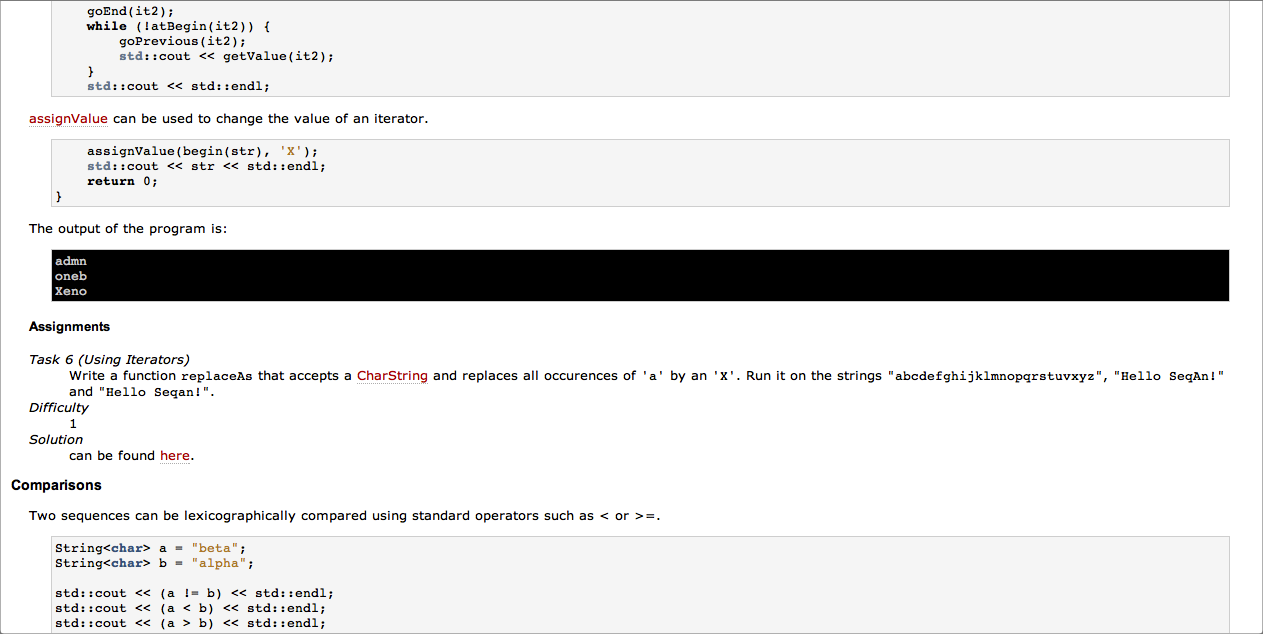 goEnd(it2);
    while (!atBegin(it2)) {
        goPrevious(it2);
        std::cout << getValue(it2);
    }
    std::cout << std::endl;
assignValue can be used to change the value of an iterator.
    assignValue(begin(str), 'X');
    std::cout << str << std::endl;
    return 0;
}
The output of the program is:
admn
oneb
Xeno
Assignments
Task 6 (Using Iterators)
Write a function replaceAs that accepts a CharString and replaces all occurences of 'a' by an 'X'. Run it on the strings "abcdefghijklmnopqrstuvxyz", "Hello SeqAn!"
and "Hello Seqan!".
Difficulty
1
Solution
can be found here.
Comparisons
Two sequences can be lexicographically compared using standard operators such as < or >=.
String<char> a = "beta";
String<char> b = "alpha";
std::cout << (a != b) << std::endl;
std::cout << (a < b) << std::endl;
std::cout << (a > b) << std::endl;